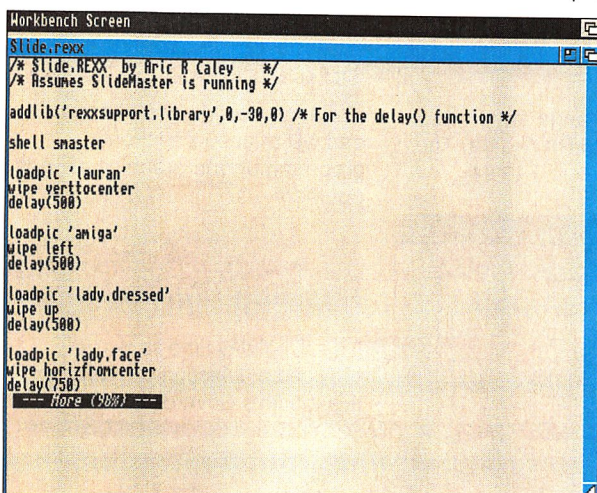 Workbench Screen
Slide.rexx
/* Slide.REXX by Aric R Caley */
/* Assumes SlideMaster is running */
addlib('rexxsupport.library',0,-30,0) /* For the delay() function */
shell smaster
loadpic 'lauran'
wipe verttocenter
delay(500)
loadpic 'amiga'
wipe left
delay(500)
loadpic 'lady.dressed'
wipe up
delay(500)
loadpic 'lady.face'
wipe horizfromcenter
delay(750)
--- More (98%) ---